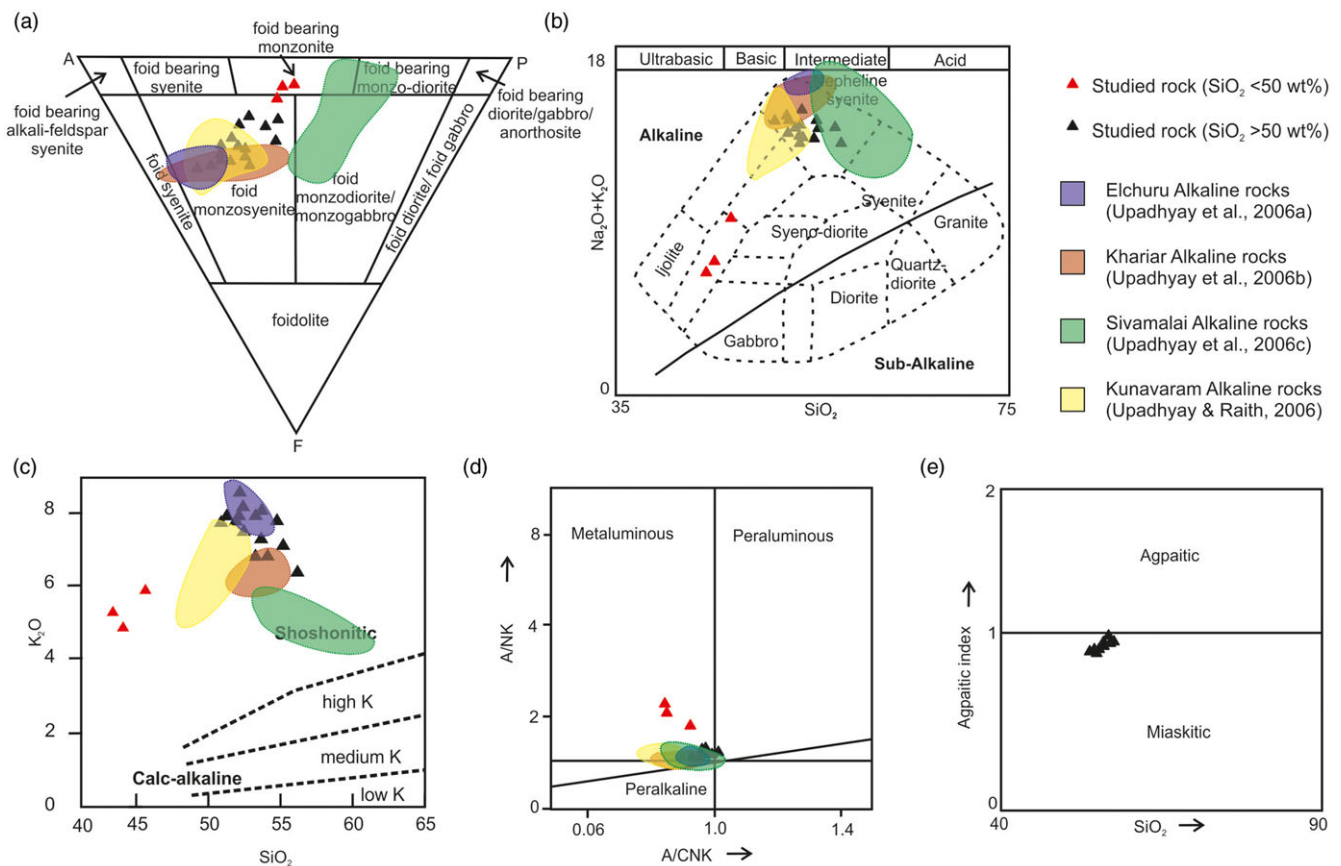 (a)
foid bearing
monzonite
A
P
foid bearing
syenite
foid bearing
monzo-diorite
foid bearing
alkali-feldspar
syenite
foid bearing
diorite/gabbro/
anorthosite
foid syenite
foid
monzosyenite
foid
monzodiorite/
monzogabbro
foid diorite/ foid gabbro
foidolite
F
(b)
18
Ultrabasic
Basic
Intermediate
Acid
Nepheline
syenite
Alkaline
Na₂O+K₂O
Ijolite
Syenite
Syeno-diorite
Granite
Quartz-
diorite
Diorite
Gabbro
Sub-Alkaline
0
35
SiO₂
75
Studied rock (SiO₂ <50 wt%)
Studied rock (SiO₂ >50 wt%)
Elchuru Alkaline rocks
(Upadhyay et al., 2006a)
Khariar Alkaline rocks
(Upadhyay et al., 2006b)
Sivamalai Alkaline rocks
(Upadhyay et al., 2006c)
Kunavaram Alkaline rocks
(Upadhyay & Raith, 2006)
(c)
8
6
K₂O
4
2
0
Shoshonitic
high K
medium K
Calc-alkaline
low K
40
50
55
60
65
SiO₂
(d)
8
Metaluminous
Peraluminous
A/NK
4
2
0
Peralkaline
0.06
1.0
1.4
A/CNK
(e)
2
Agpaitic
Agpaitic index
1
Miaskitic
0
40
SiO₂
90